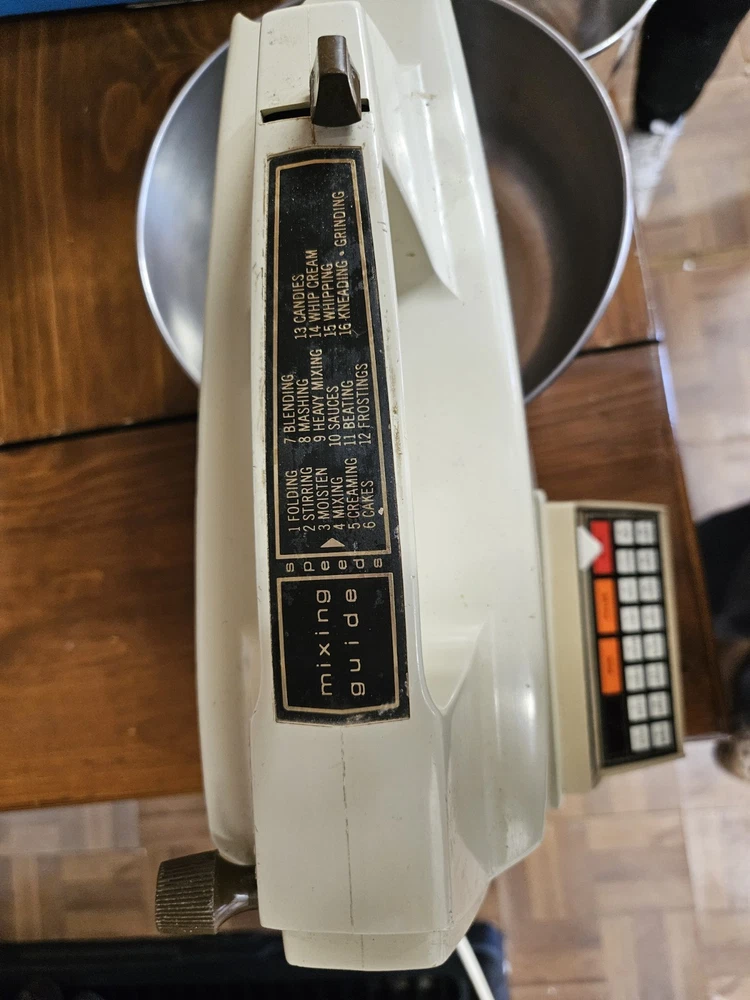 mixing
guide
speeds
1 FOLDING
2 STIRRING
3 MOISTEN
4 MIXING
5 CREAMING
6 CAKES
7 BLENDING
8 MASHING
9 HEAVY MIXING
10 SAUCES
11 BEATING
12 FROSTINGS
13 CANDIES
14 WHIP CREAM
15 WHIPPING
16 KNEADING • GRINDING